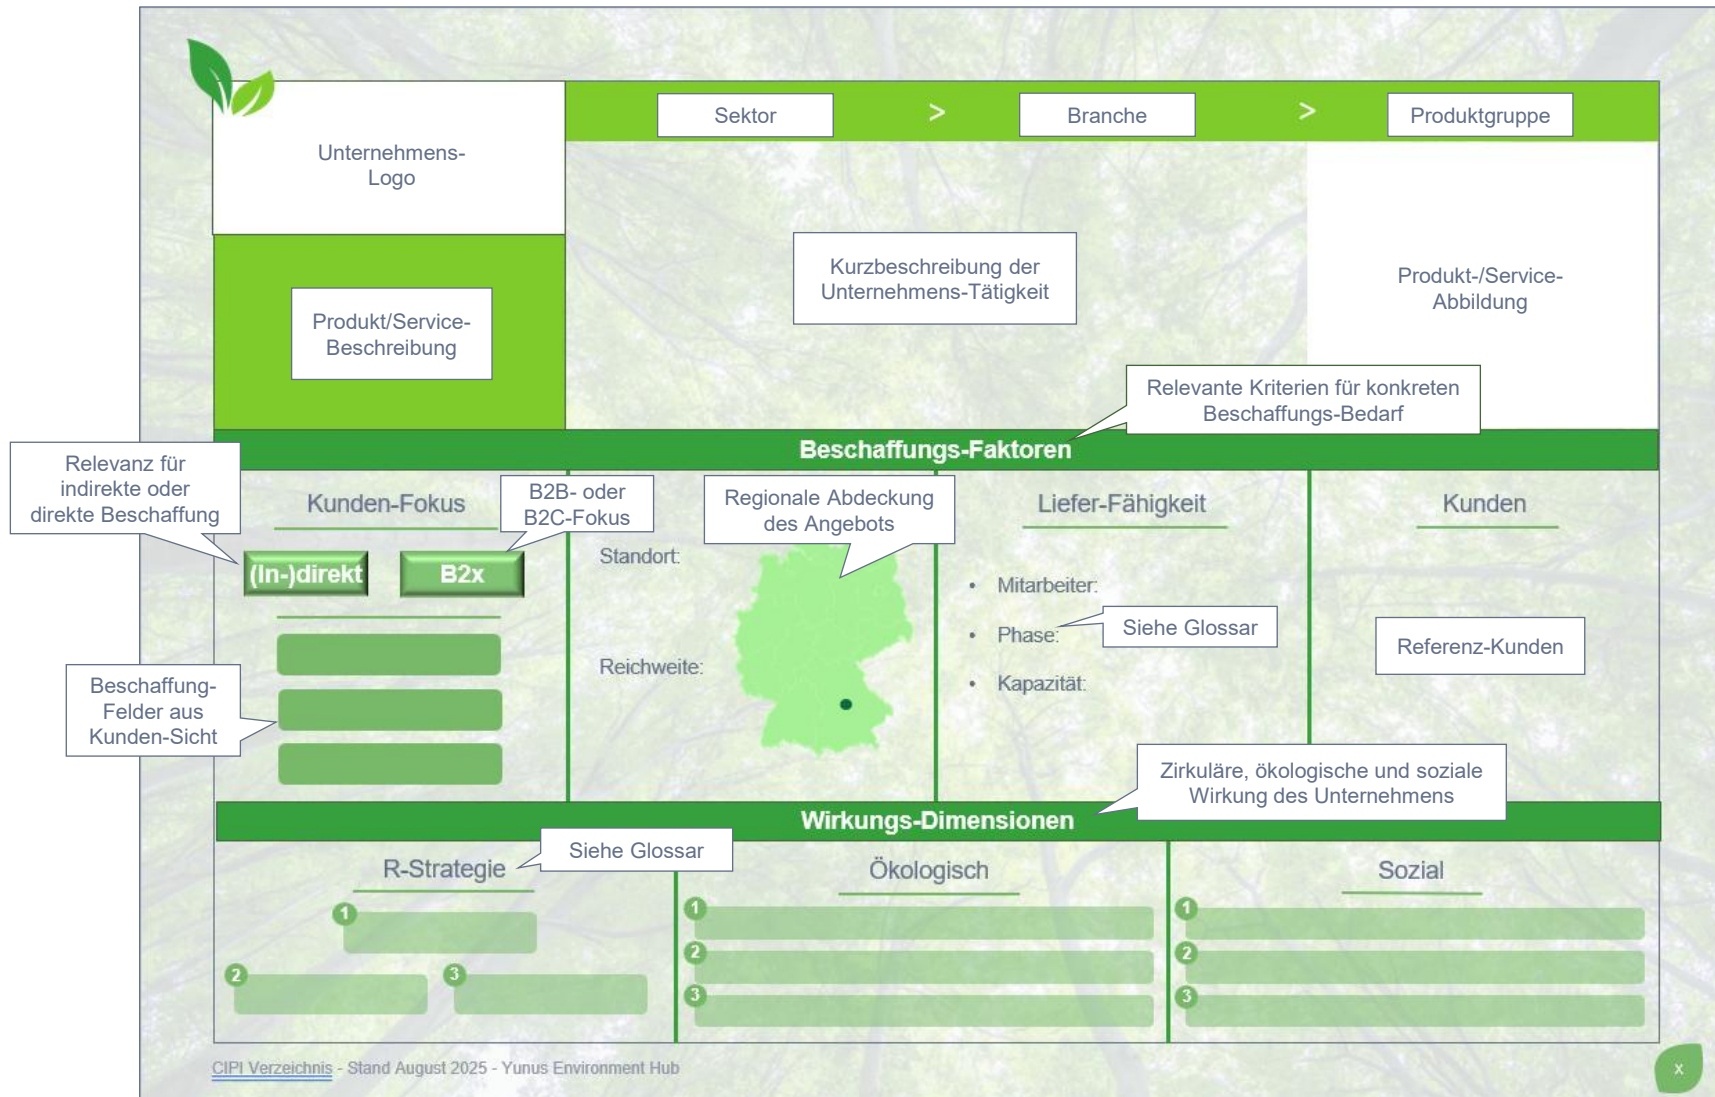 Sektor > Branche > Produktgruppe
Unternehmens-
Logo
Kurzbeschreibung der
Unternehmens-Tätigkeit
Produkt-/Service-
Abbildung
Produkt/Service-
Beschreibung
Relevante Kriterien für konkreten
Beschaffungs-Bedarf
Beschaffungs-Faktoren
Relevanz für
indirekte oder
direkte Beschaffung
Kunden-Fokus
B2B- oder
B2C-Fokus
(In-)direkt
B2x
Beschaffung-
Felder aus
Kunden-Sicht
Regionale Abdeckung
des Angebots
Standort:
Reichweite:
Liefer-Fähigkeit
• Mitarbeiter:
• Phase:
Siehe Glossar
• Kapazität:
Kunden
Referenz-Kunden
Zirkuläre, ökologische und soziale
Wirkung des Unternehmens
Wirkungs-Dimensionen
R-Strategie
Siehe Glossar
1
2
3
Ökologisch
1
2
3
Sozial
1
2
3
CIPI Verzeichnis - Stand August 2025 - Yunus Environment Hub
x